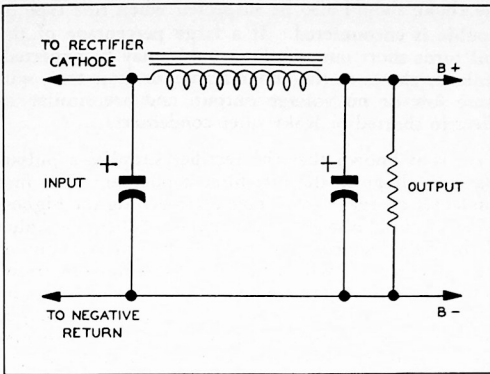 TO RECTIFIER
CATHODE
B+
+
+
INPUT
OUTPUT
TO NEGATIVE
RETURN
B-